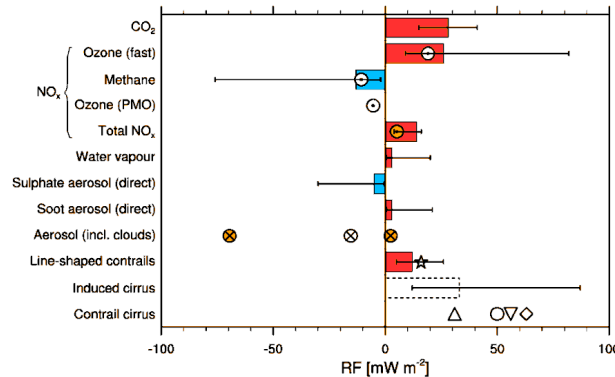 CO₂
Ozone (fast)
Methane
NOₓ
Ozone (PMO)
Total NOₓ
Water vapour
Sulphate aerosol (direct)
Soot aerosol (direct)
Aerosol (incl. clouds)
Line-shaped contrails
Induced cirrus
Contrail cirrus
-100 -50 0 50 100
RF [mW m⁻²]